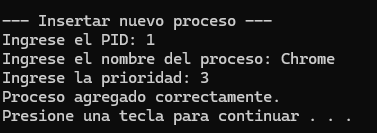 --- Insertar nuevo proceso ---
Ingrese el PID: 1
Ingrese el nombre del proceso: Chrome
Ingrese la prioridad: 3
Proceso agregado correctamente.
Presione una tecla para continuar . . .